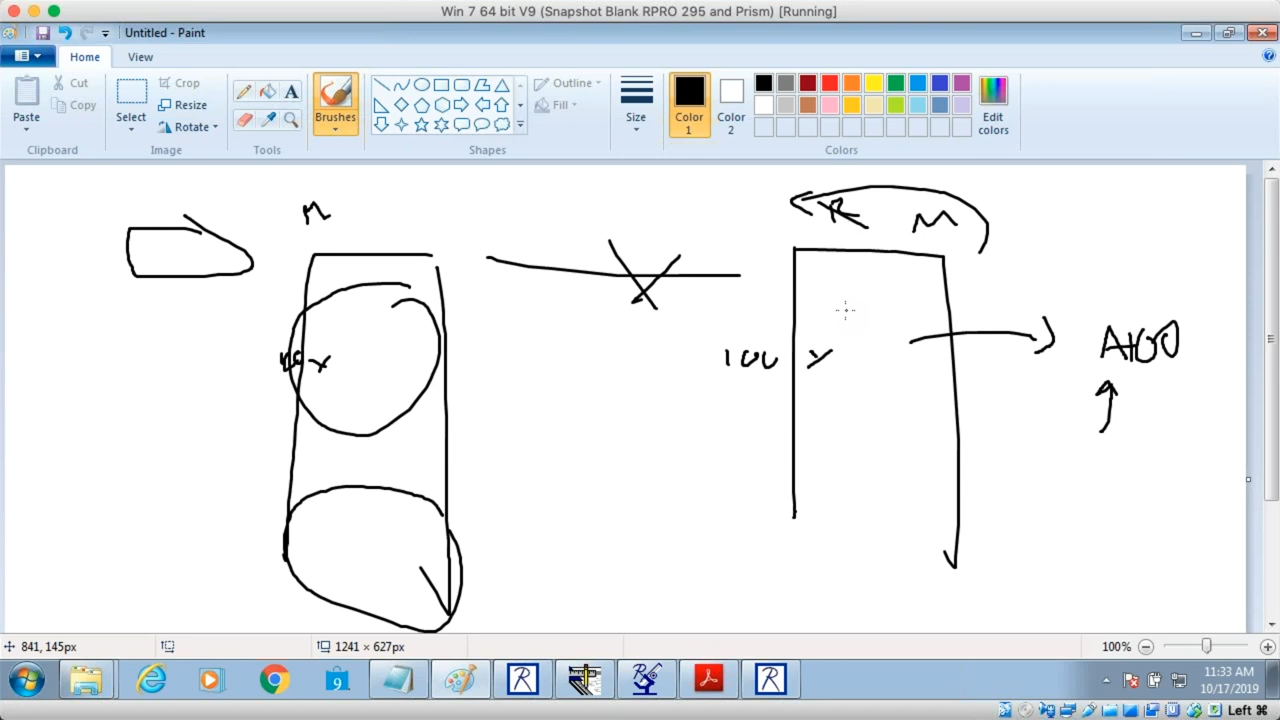 Win 7 64 bit V9 (Snapshot Blank RPRO 295 and Prism) [Running]
Untitled - Paint
Home View
Paste
Cut
Copy
Clipboard
Select
Crop
Resize
Rotate
Image
A
Tools
Brushes
Shapes
Outline
Fill
Size
Color 1
Color 2
Edit colors
Colors
M
R M
100 x
A100
841, 145px
1241 × 627px
100%
9
R
R
11:33 AM
10/17/2019
Left ⌘